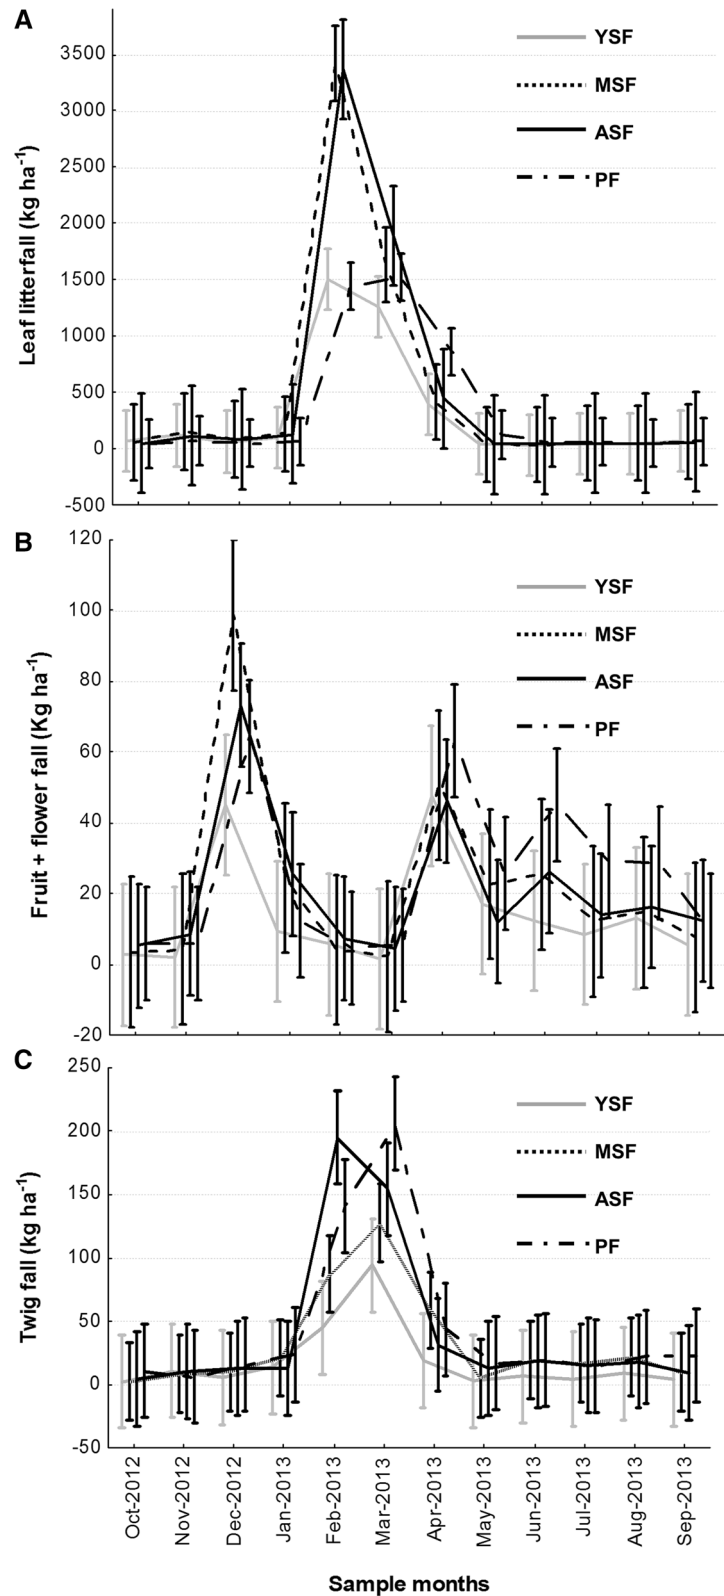 A
Leaf litterfall (kg ha⁻¹)
3500
3000
2500
2000
1500
1000
500
0
-500
YSF
MSF
ASF
PF
B
Fruit + flower fall (Kg ha⁻¹)
120
100
80
60
40
20
0
-20
YSF
MSF
ASF
PF
C
Twig fall (kg ha⁻¹)
250
200
150
100
50
0
-50
YSF
MSF
ASF
PF
Oct-2012
Nov-2012
Dec-2012
Jan-2013
Feb-2013
Mar-2013
Apr-2013
May-2013
Jun-2013
Jul-2013
Aug-2013
Sep-2013
Sample months